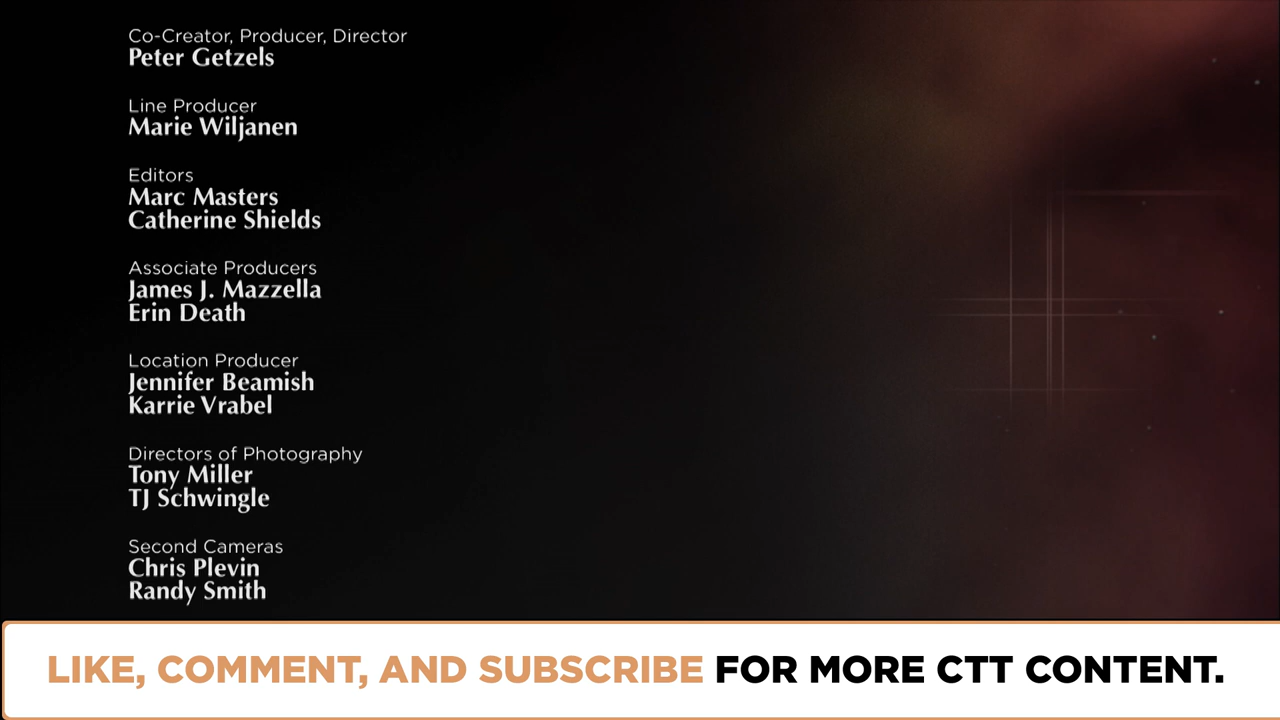 Co-Creator, Producer, Director
Peter Getzels
Line Producer
Marie Wiljanen
Editors
Marc Masters
Catherine Shields
Associate Producers
James J. Mazzella
Erin Death
Location Producer
Jennifer Beamish
Karrie Vrabel
Directors of Photography
Tony Miller
TJ Schwingle
Second Cameras
Chris Plevin
Randy Smith
LIKE, COMMENT, AND SUBSCRIBE FOR MORE CTT CONTENT.